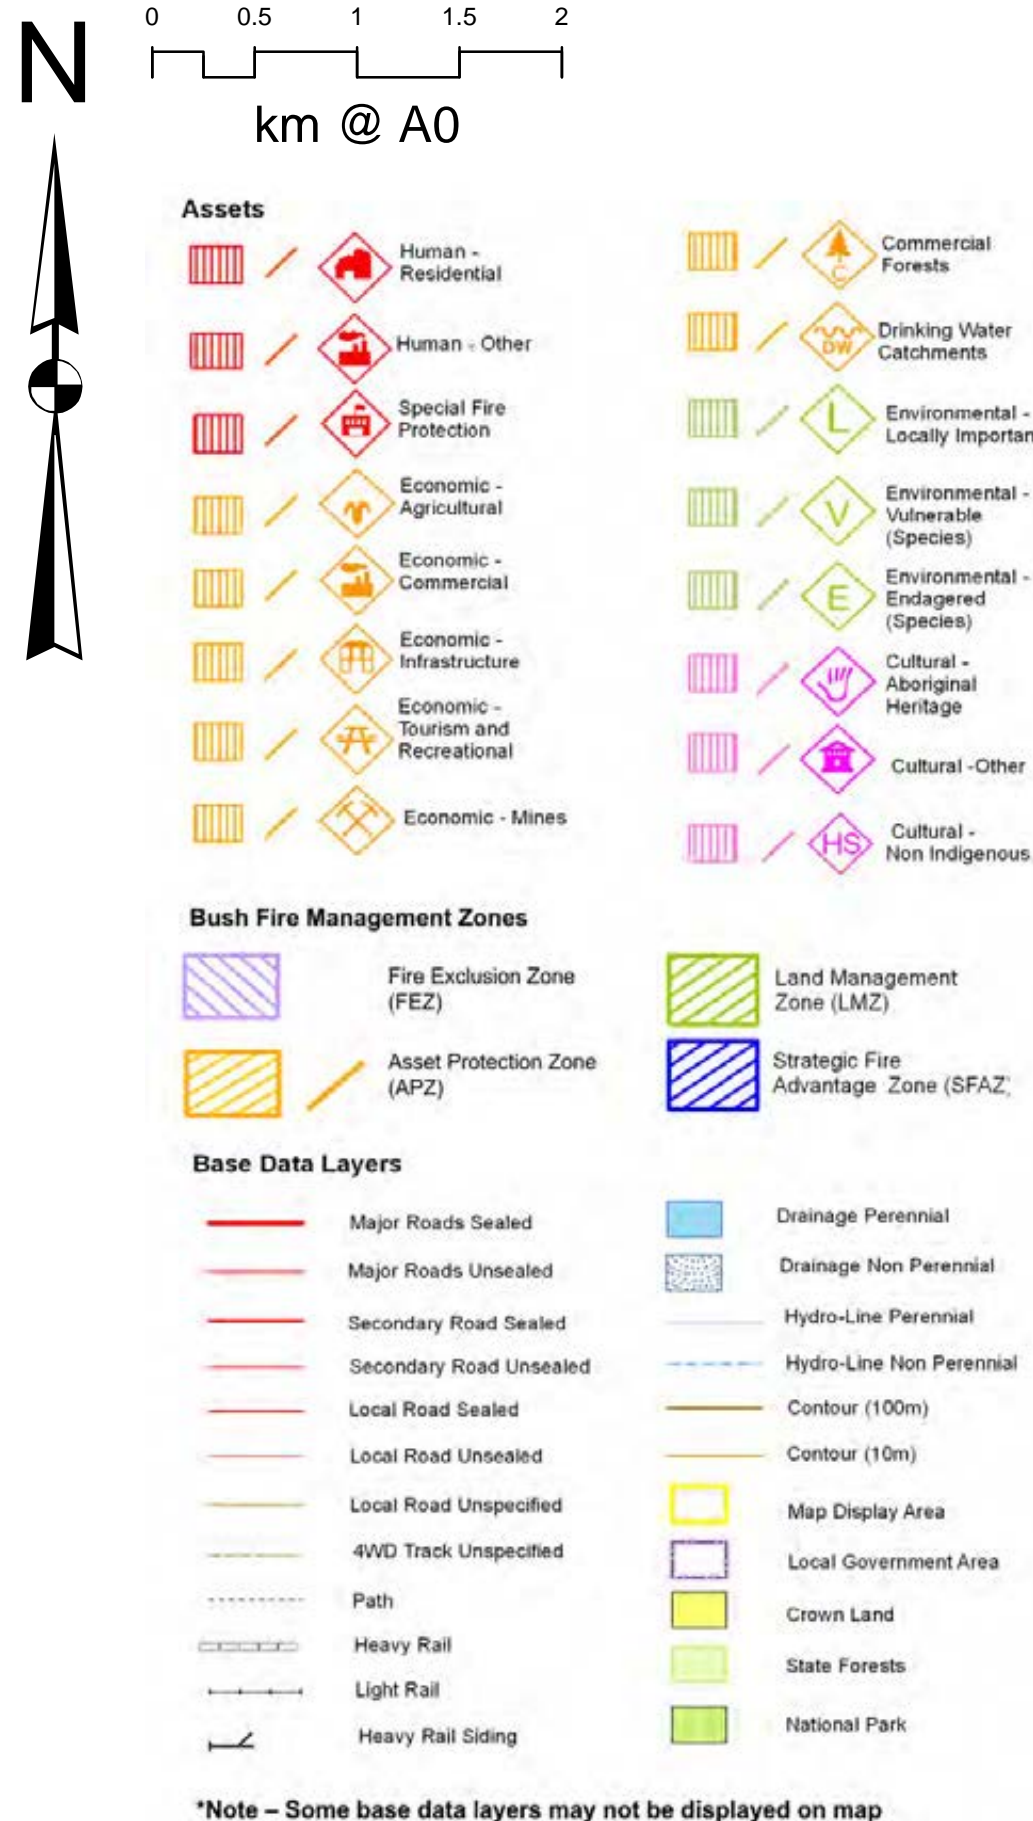 N
0 0.5 1 1.5 2
km @ A0
Assets
Human -
Residential
Human - Other
Special Fire
Protection
Economic -
Agricultural
Economic -
Commercial
Economic -
Infrastructure
Economic -
Tourism and
Recreational
Economic - Mines
C
Commercial
Forests
DW
Drinking Water
Catchments
L
Environmental -
Locally Importan
V
Environmental -
Vulnerable
(Species)
E
Environmental -
Endagered
(Species)
Cultural -
Aboriginal
Heritage
Cultural -Other
HS
Cultural -
Non Indigenous
Bush Fire Management Zones
Fire Exclusion Zone
(FEZ)
Asset Protection Zone
(APZ)
Land Management
Zone (LMZ)
Strategic Fire
Advantage Zone (SFAZ)
Base Data Layers
Major Roads Sealed
Major Roads Unsealed
Secondary Road Sealed
Secondary Road Unsealed
Local Road Sealed
Local Road Unsealed
Local Road Unspecified
4WD Track Unspecified
Path
Heavy Rail
Light Rail
Heavy Rail Siding
Drainage Perennial
Drainage Non Perennial
Hydro-Line Perennial
Hydro-Line Non Perennial
Contour (100m)
Contour (10m)
Map Display Area
Local Government Area
Crown Land
State Forests
National Park
*Note – Some base data layers may not be displayed on map